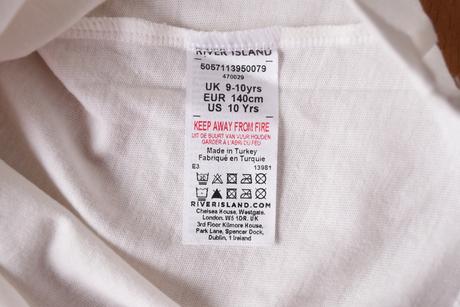 RIVER ISLAND
5057113950079
470029
UK 9-10yrs
EUR 140cm
US 10 Yrs
KEEP AWAY FROM FIRE
UIT DE BUURT VAN VUUR HOUDEN
GARDER À L'ABRI DU FEU
Made in Turkey
Fabriqué en Turquie
E3 13981
RIVERISLAND.COM
Chelsea House, Westgate,
London, W5 1DR. UK
3rd Floor Kilmore House,
Park Lane, Spencer Dock,
Dublin, 1 Ireland